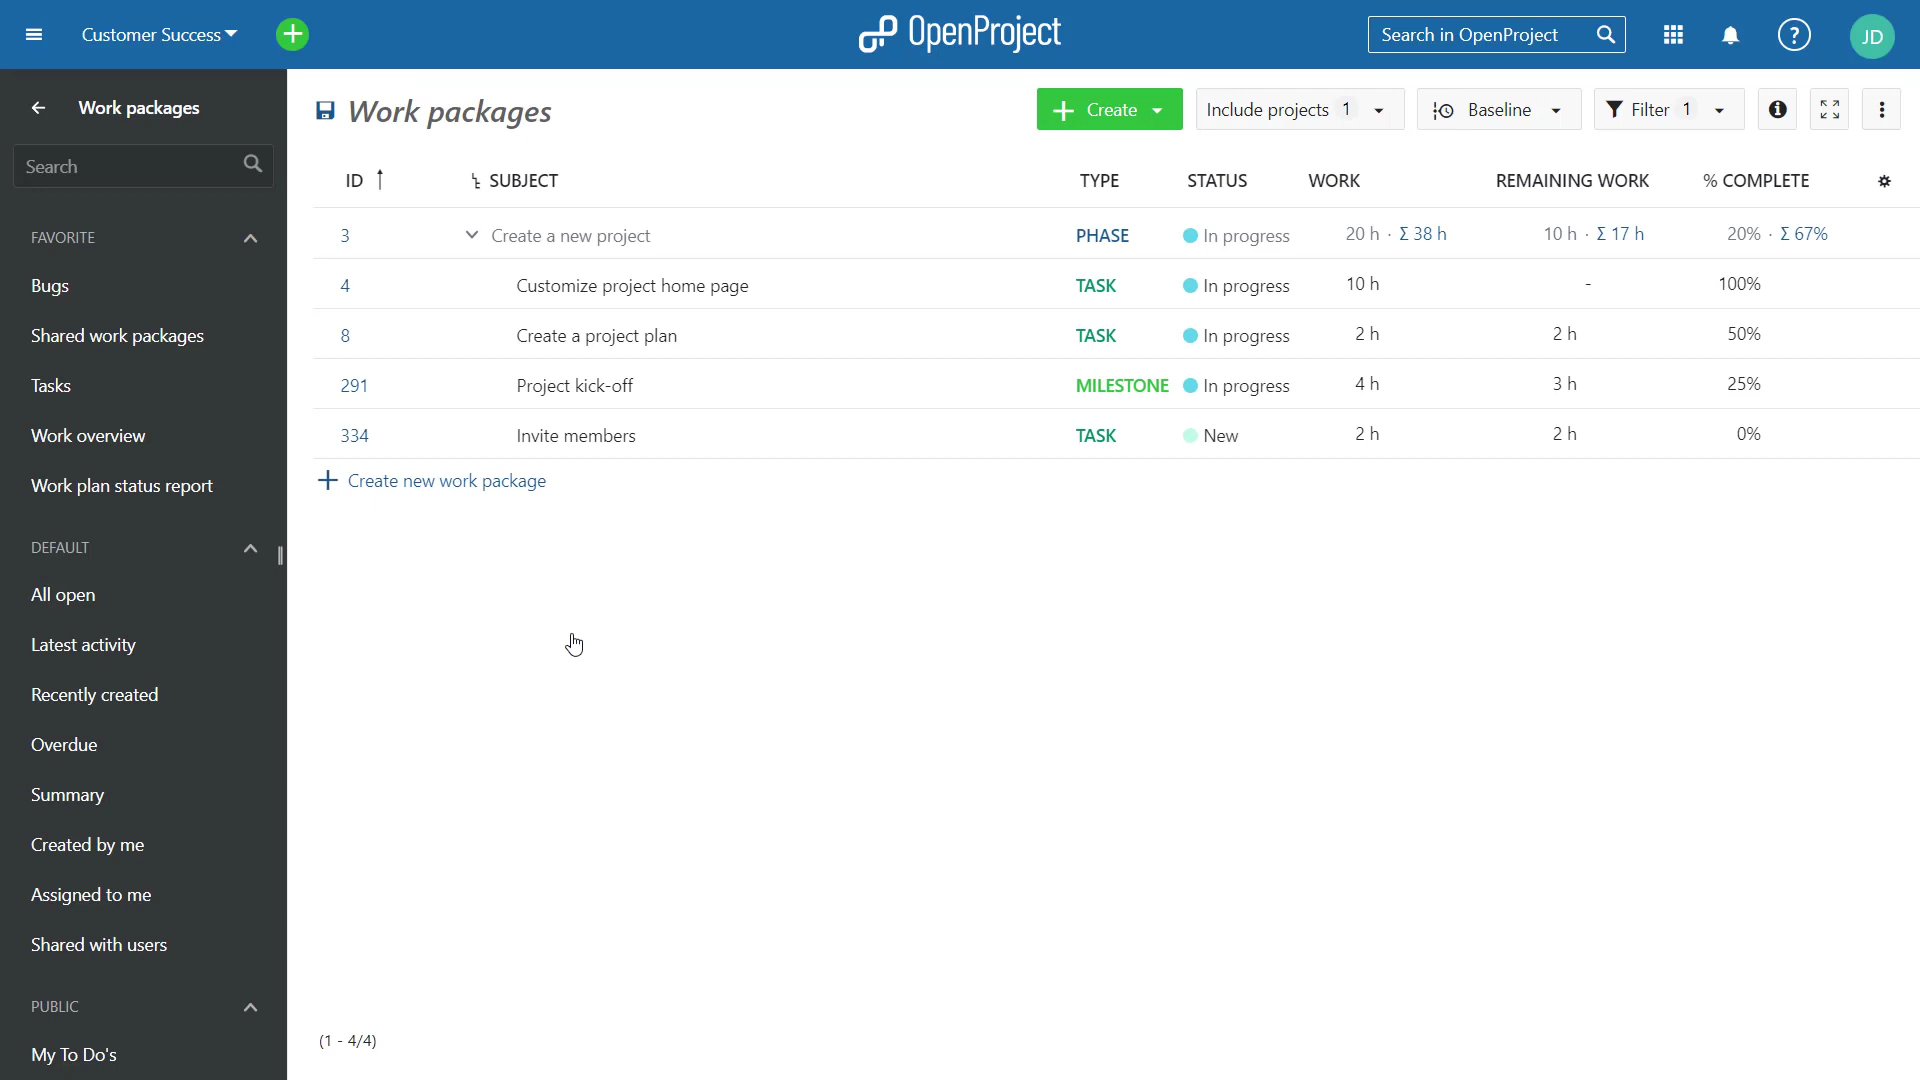 Customer Success
OpenProject
Search in OpenProject
?
JD
Work packages
Search
FAVORITE
Bugs
Shared work packages
Tasks
Work overview
Work plan status report
DEFAULT
All open
Latest activity
Recently created
Overdue
Summary
Created by me
Assigned to me
Shared with users
PUBLIC
My To Do's
Work packages
Create
Include projects 1
Baseline
Filter 1
ID SUBJECT TYPE STATUS WORK REMAINING WORK % COMPLETE
3 Create a new project PHASE In progress 20 h · Σ 38 h 10 h · Σ 17 h 20% · Σ 67%
4 Customize project home page TASK In progress 10 h - 100%
8 Create a project plan TASK In progress 2 h 2 h 50%
291 Project kick-off MILESTONE In progress 4 h 3 h 25%
334 Invite members TASK New 2 h 2 h 0%
Create new work package
(1 - 4/4)